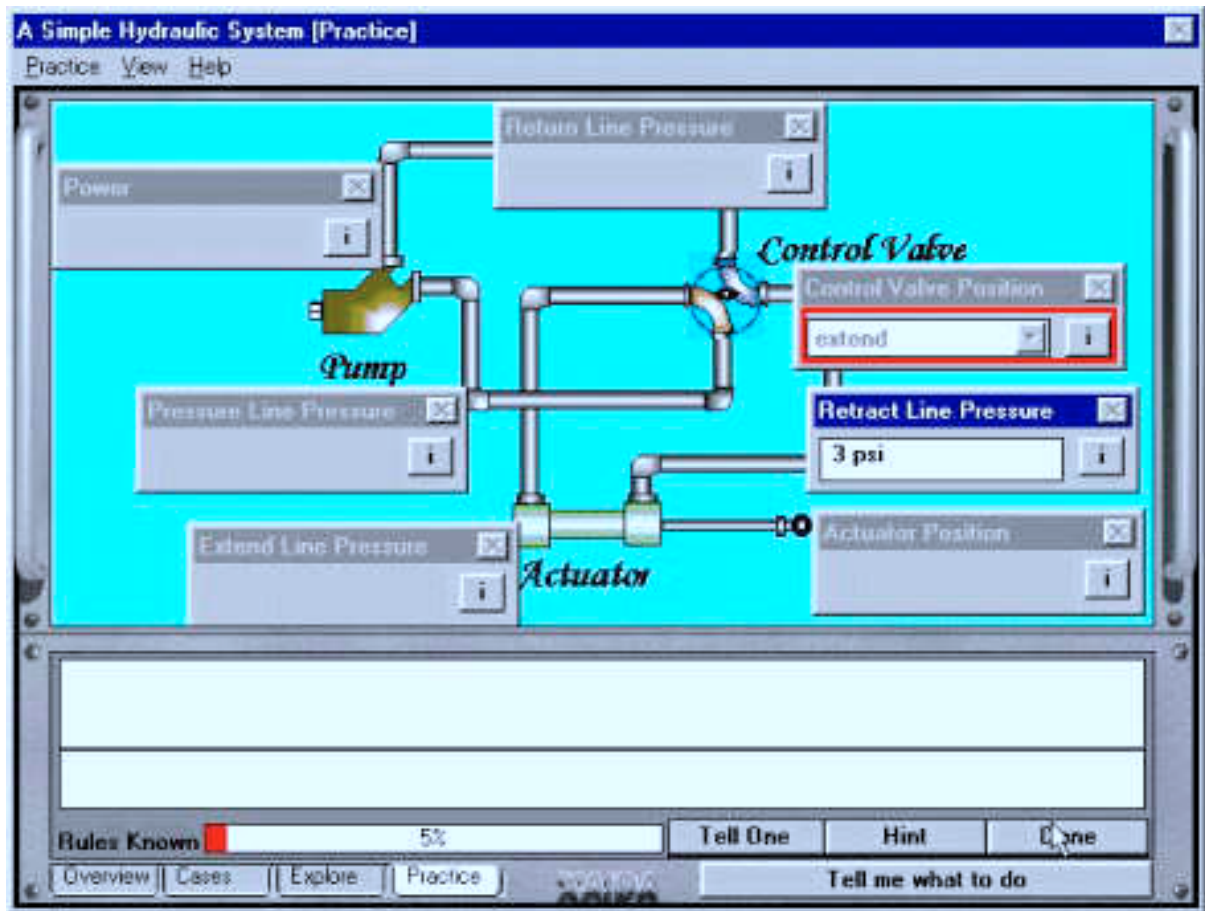 A Simple Hydraulic System [Practice]
Practice View Help
Return Line Pressure
i
Power
i
Control Valve
Control Valve Position
extend
i
Pump
Pressure Line Pressure
i
Retract Line Pressure
3 psi
i
Extend Line Pressure
i
Actuator
Actuator Position
i
Rules Known 5% Tell One Hint Done
Overview Cases Explore Practice Tell me what to do